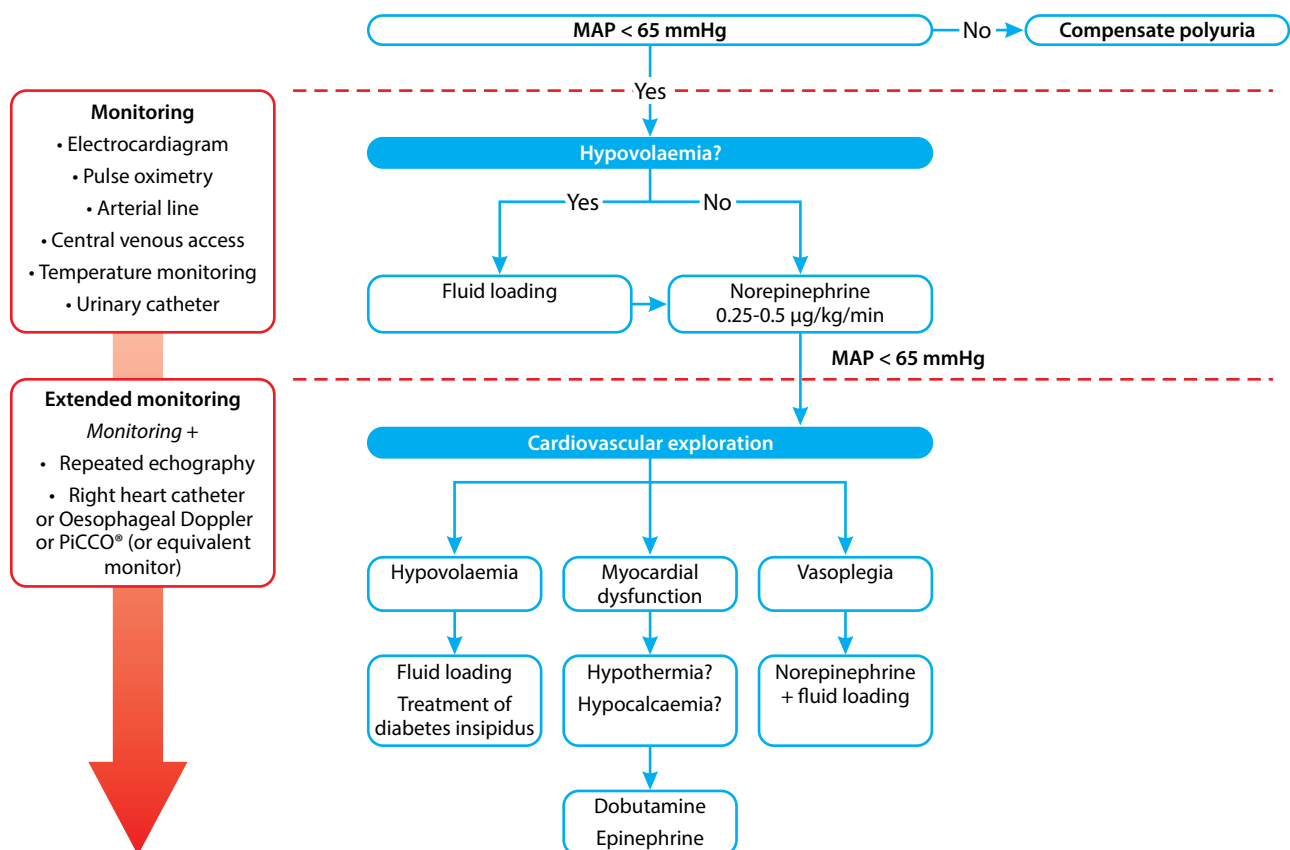 MAP < 65 mmHg
No
Compensate polyuria
Yes
Monitoring
• Electrocardiagram
• Pulse oximetry
• Arterial line
• Central venous access
• Temperature monitoring
• Urinary catheter
Hypovolaemia?
Yes
No
Fluid loading
Norepinephrine
0.25-0.5 µg/kg/min
MAP < 65 mmHg
Extended monitoring
Monitoring +
• Repeated echography
• Right heart catheter
or Oesophageal Doppler
or PiCCO® (or equivalent
monitor)
Cardiovascular exploration
Hypovolaemia
Myocardial
dysfunction
Vasoplegia
Fluid loading
Treatment of
diabetes insipidus
Hypothermia?
Hypocalcaemia?
Norepinephrine
+ fluid loading
Dobutamine
Epinephrine